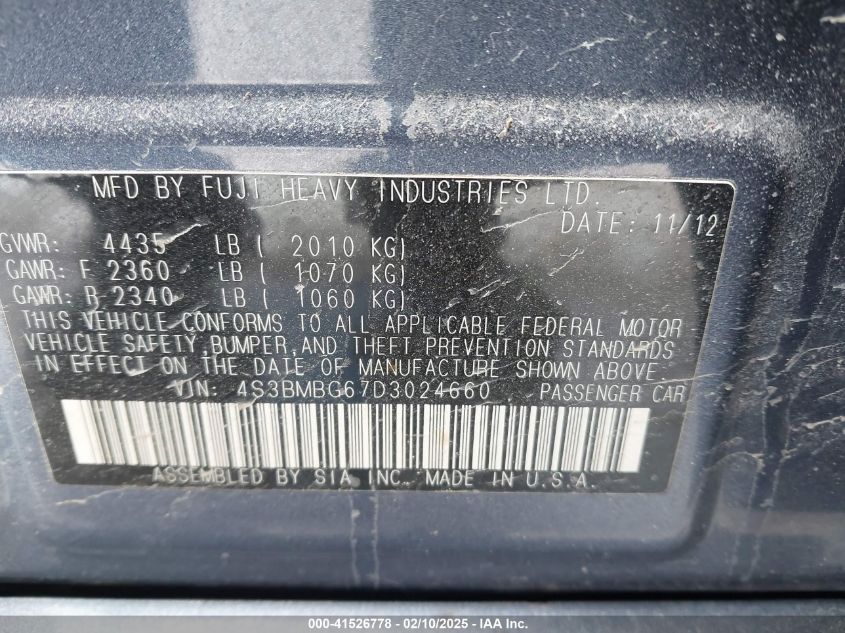 MFD BY FUJI HEAVY INDUSTRIES LTD.
DATE: 11/12
GVWR: 4435 LB ( 2010 KG)
GAWR: F 2360 LB ( 1070 KG)
GAWR: R 2340 LB ( 1060 KG)
THIS VEHICLE CONFORMS TO ALL APPLICABLE FEDERAL MOTOR
VEHICLE SAFETY, BUMPER, AND THEFT PREVENTION STANDARDS
IN EFFECT ON THE DATE OF MANUFACTURE SHOWN ABOVE
VIN: 4S3BMBG67D3024660 PASSENGER CAR
ASSEMBLED BY SIA INC. MADE IN U.S.A.
000-41526778 - 02/10/2025 - IAA Inc.